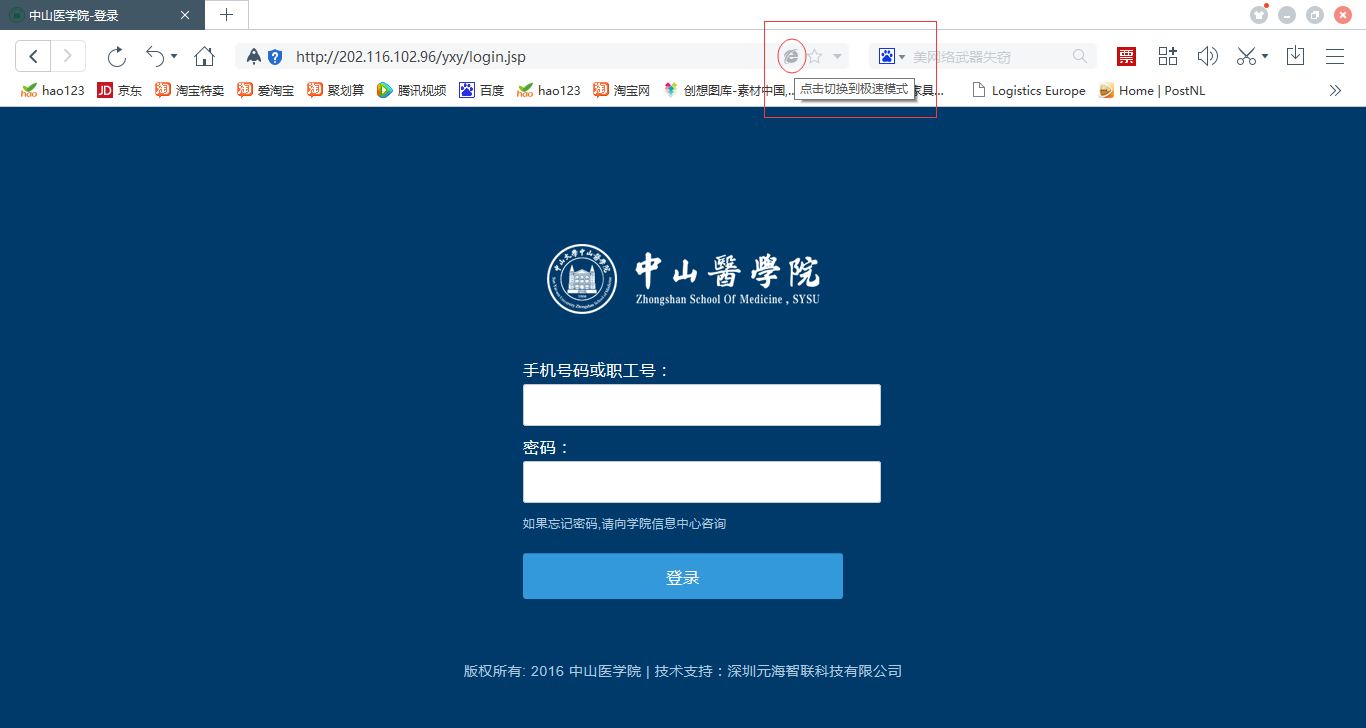 中山医学院-登录
http://202.116.102.96/yxy/login.jsp
美网络武器失窃
票
hao123 JD 京东 淘 淘宝特卖 淘 爱淘宝 淘 聚划算 腾讯视频 百度 hao123 淘 淘宝网 创想图库-素材中国,... 家具... Logistics Europe Home | PostNL
点击切换到极速模式
中山醫學院
Zhongshan School Of Medicine , SYSU
手机号码或职工号：
密码：
如果忘记密码,请向学院信息中心咨询
登录
版权所有: 2016 中山医学院 | 技术支持：深圳元海智联科技有限公司